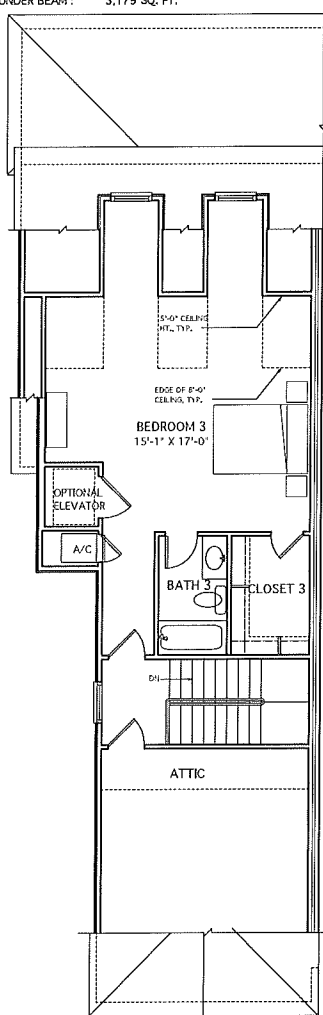 UNDER BEAM : 3,179 SQ. FT.
5'-0" CEILING
HT., TYP.
EDGE OF 8'-0"
CEILING, TYP.
BEDROOM 3
15'-1" X 17'-0"
OPTIONAL
ELEVATOR
A/C
BATH 3
CLOSET 3
DN
ATTIC